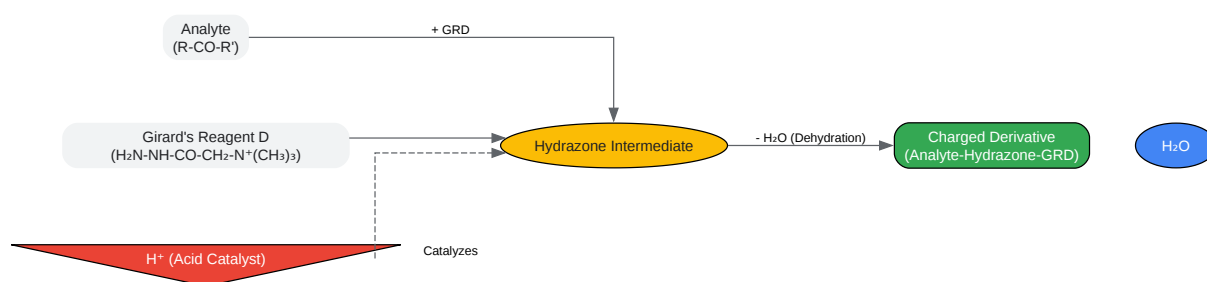 Analyte
(R-CO-R')
+ GRD
Girard's Reagent D
(H₂N-NH-CO-CH₂-N⁺(CH₃)₃)
Hydrazone Intermediate
- H₂O (Dehydration)
Charged Derivative
(Analyte-Hydrazone-GRD)
H₂O
H⁺ (Acid Catalyst)
Catalyzes